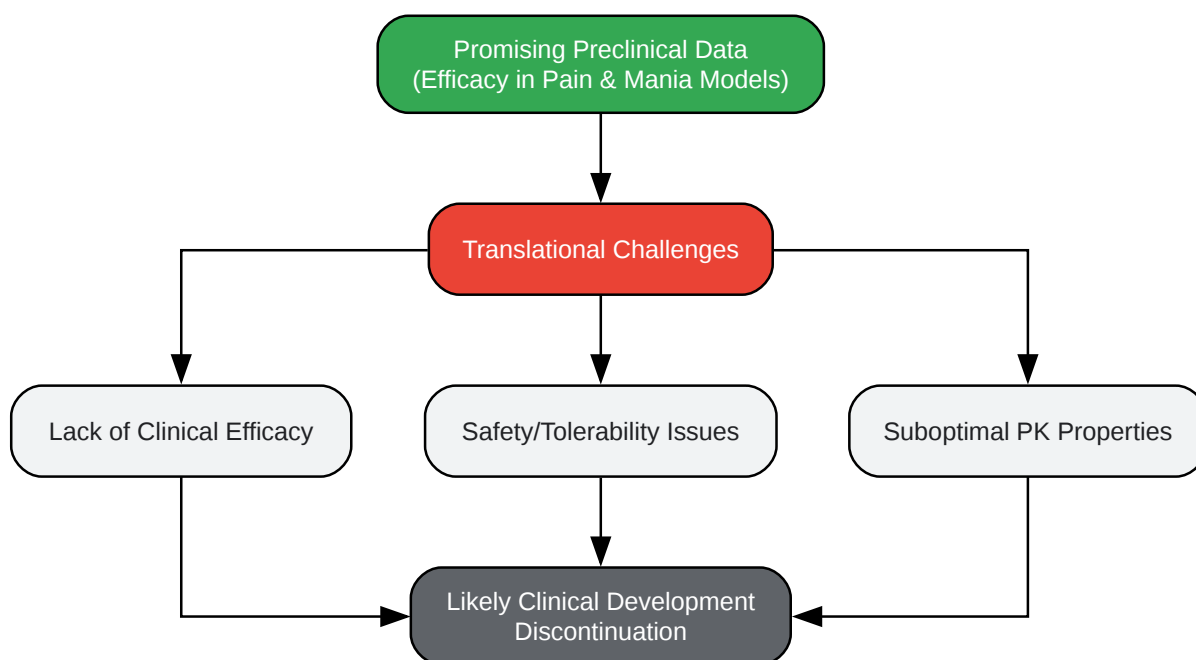 Promising Preclinical Data
(Efficacy in Pain & Mania Models)
Translational Challenges
Lack of Clinical Efficacy
Safety/Tolerability Issues
Suboptimal PK Properties
Likely Clinical Development
Discontinuation